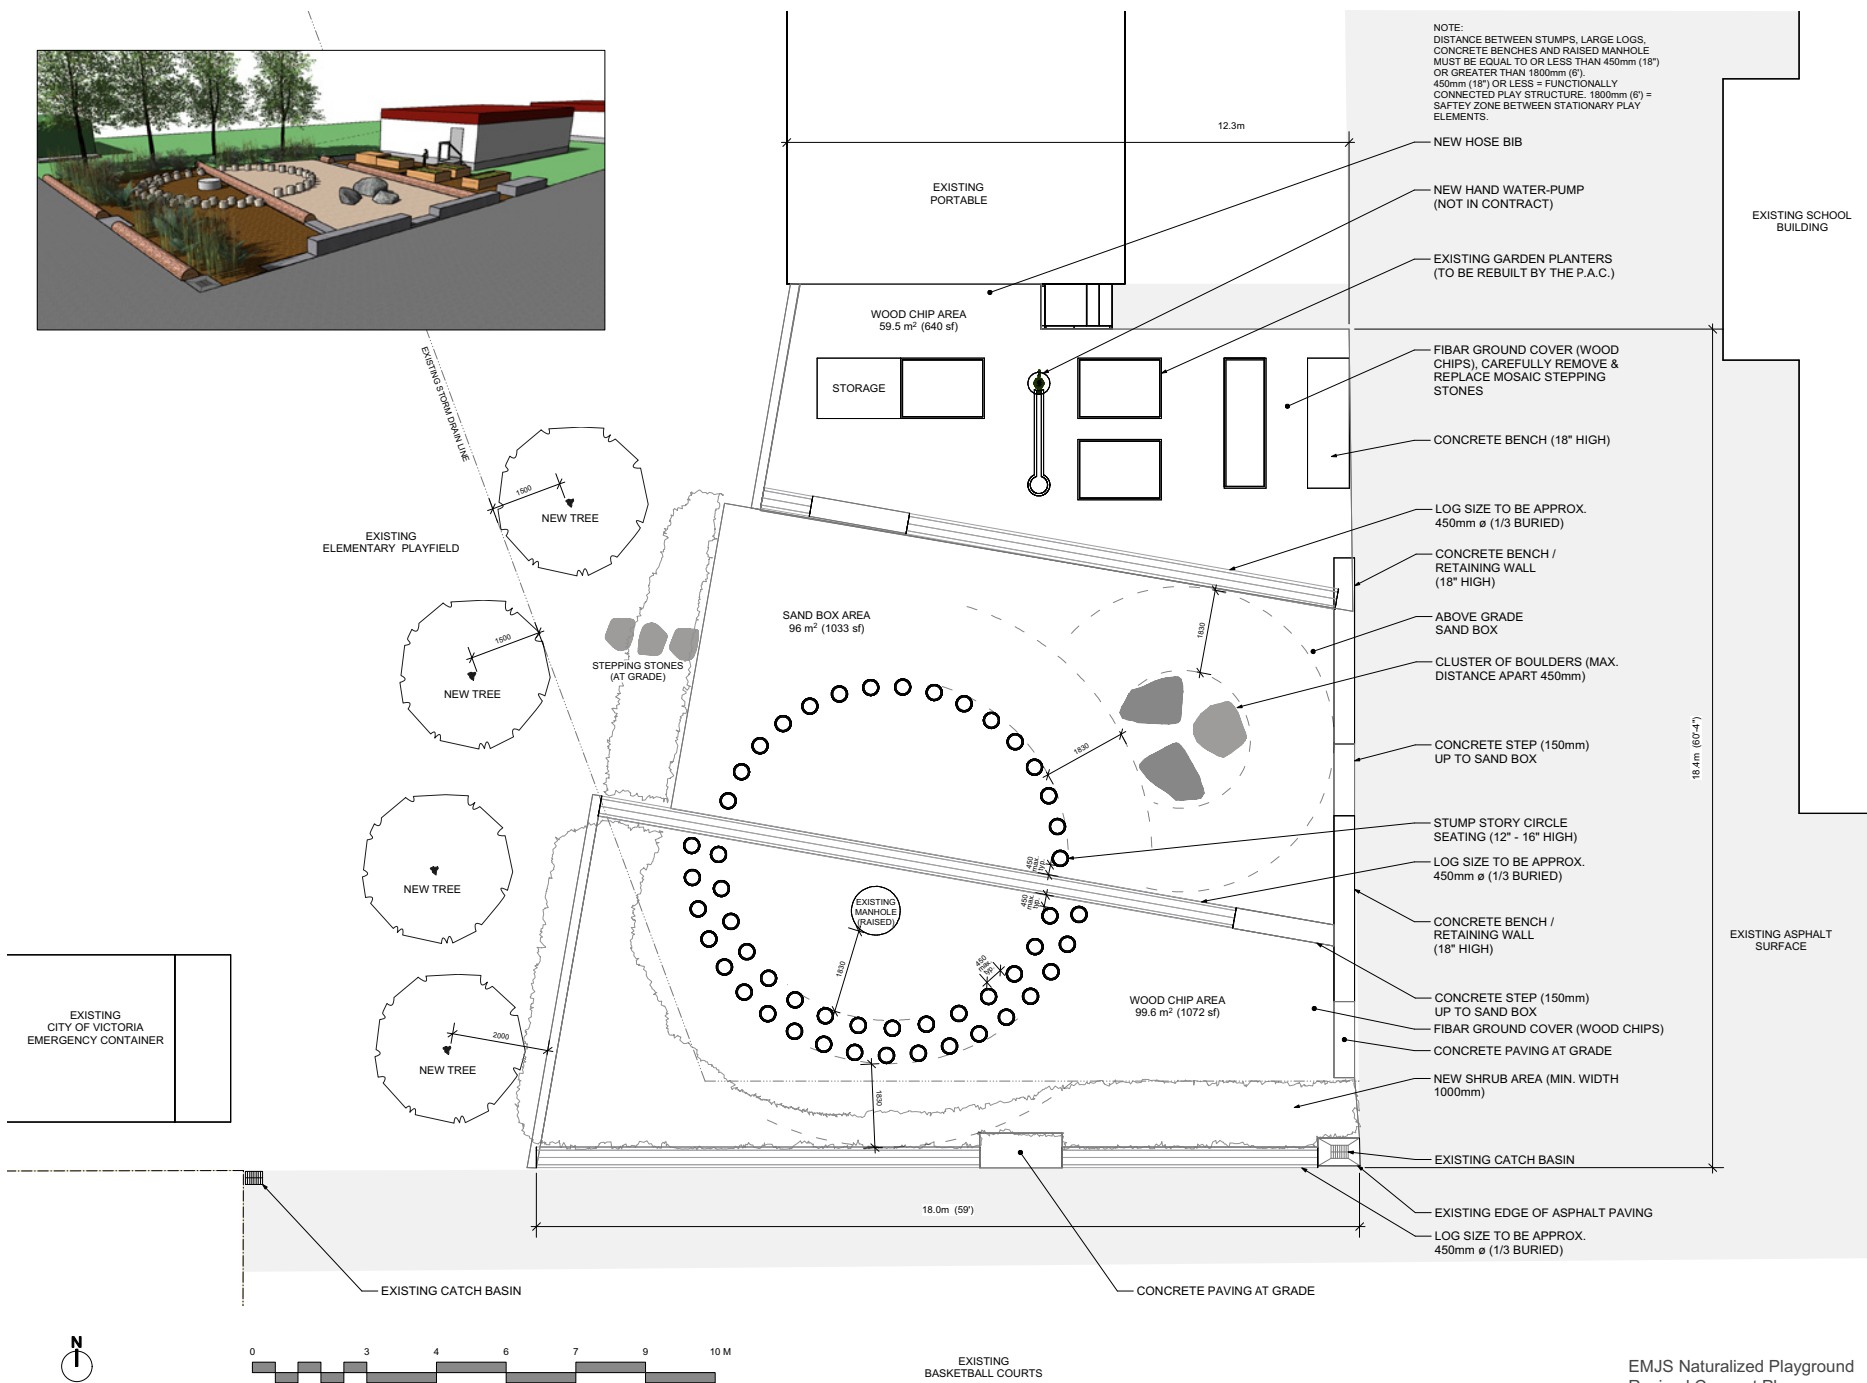 NOTE:
DISTANCE BETWEEN STUMPS, LARGE LOGS,
CONCRETE BENCHES AND RAISED MANHOLE
MUST BE EQUAL TO OR LESS THAN 450mm (18")
OR GREATER THAN 1800mm (6').
450mm (18") OR LESS = FUNCTIONALLY
CONNECTED PLAY STRUCTURE. 1800mm (6') =
SAFTEY ZONE BETWEEN STATIONARY PLAY
ELEMENTS.
12.3m
NEW HOSE BIB
EXISTING
PORTABLE
NEW HAND WATER-PUMP
(NOT IN CONTRACT)
EXISTING SCHOOL
BUILDING
EXISTING GARDEN PLANTERS
(TO BE REBUILT BY THE P.A.C.)
WOOD CHIP AREA
59.5 m² (640 sf)
EXISTING STORM DRAIN LINE
STORAGE
FIBAR GROUND COVER (WOOD
CHIPS), CAREFULLY REMOVE &
REPLACE MOSAIC STEPPING
STONES
CONCRETE BENCH (18" HIGH)
1500
NEW TREE
EXISTING
ELEMENTARY PLAYFIELD
LOG SIZE TO BE APPROX.
450mm ø (1/3 BURIED)
CONCRETE BENCH /
RETAINING WALL
(18" HIGH)
SAND BOX AREA
96 m² (1033 sf)
1830
ABOVE GRADE
SAND BOX
1500
NEW TREE
STEPPING STONES
(AT GRADE)
CLUSTER OF BOULDERS (MAX.
DISTANCE APART 450mm)
1830
CONCRETE STEP (150mm)
UP TO SAND BOX
18.4m (60'-4")
STUMP STORY CIRCLE
SEATING (12" - 16" HIGH)
450
max.
typ.
LOG SIZE TO BE APPROX.
450mm ø (1/3 BURIED)
NEW TREE
450
max.
typ.
EXISTING
MANHOLE
(RAISED)
CONCRETE BENCH /
RETAINING WALL
(18" HIGH)
EXISTING ASPHALT
SURFACE
1830
450
max.
typ.
WOOD CHIP AREA
99.6 m² (1072 sf)
CONCRETE STEP (150mm)
UP TO SAND BOX
FIBAR GROUND COVER (WOOD CHIPS)
CONCRETE PAVING AT GRADE
EXISTING
CITY OF VICTORIA
EMERGENCY CONTAINER
2000
NEW TREE
NEW SHRUB AREA (MIN. WIDTH
1000mm)
1830
EXISTING CATCH BASIN
18.0m (59')
EXISTING EDGE OF ASPHALT PAVING
LOG SIZE TO BE APPROX.
450mm ø (1/3 BURIED)
EXISTING CATCH BASIN
CONCRETE PAVING AT GRADE
N
0 3 4 6 7 9 10 M
EXISTING
BASKETBALL COURTS
EMJS Naturalized Playground